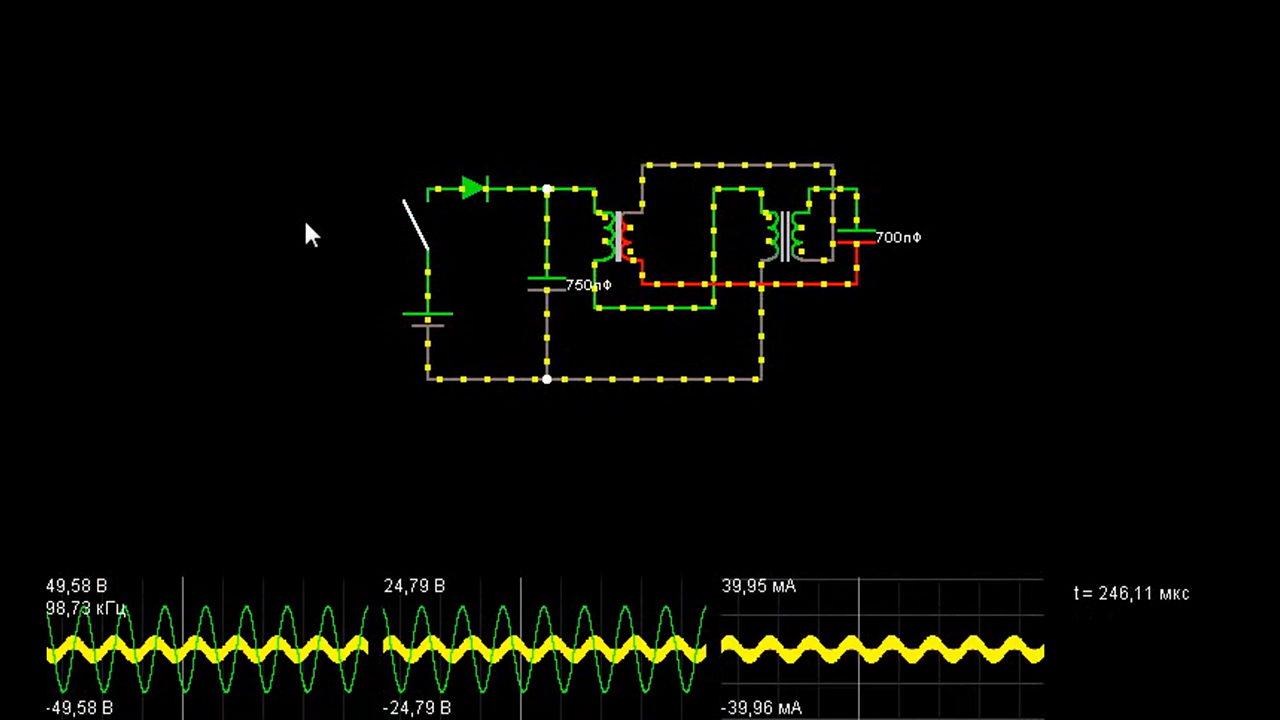 700пФ
750пФ
49,58 В
98,73 кГц
-49,58 В
24,79 В
-24,79 В
39,95 мА
-39,96 мА
t = 246,11 мкс